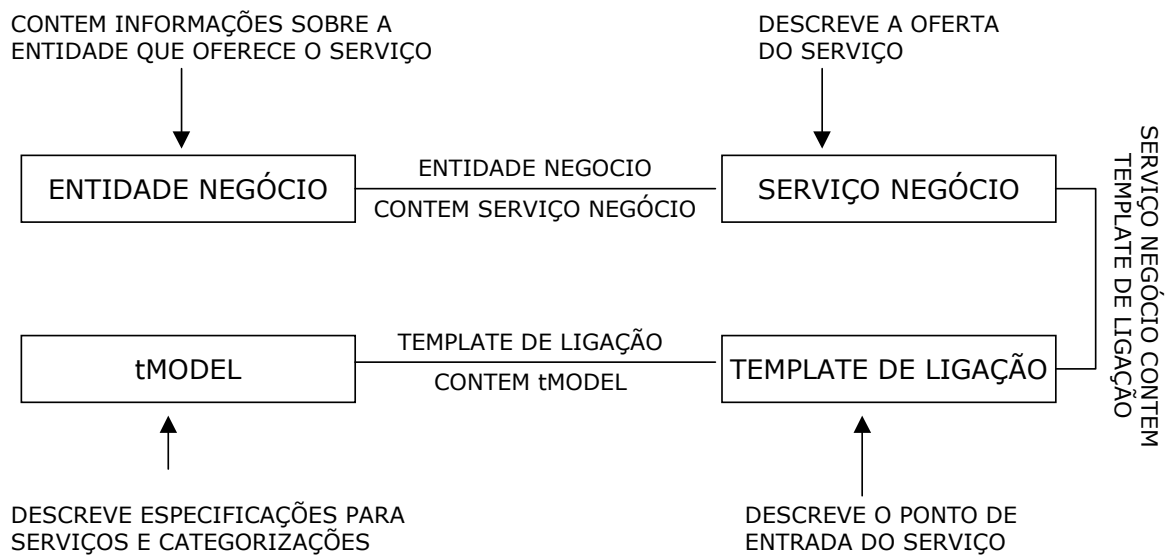 CONTEM INFORMAÇÕES SOBRE A
ENTIDADE QUE OFERECE O SERVIÇO
DESCREVE A OFERTA
DO SERVIÇO
ENTIDADE NEGÓCIO
ENTIDADE NEGOCIO
CONTEM SERVIÇO NEGÓCIO
SERVIÇO NEGÓCIO
SERVIÇO NEGÓCIO CONTEM
TEMPLATE DE LIGAÇÃO
tMODEL
TEMPLATE DE LIGAÇÃO
CONTEM tMODEL
TEMPLATE DE LIGAÇÃO
DESCREVE ESPECIFICAÇÕES PARA
SERVIÇOS E CATEGORIZAÇÕES
DESCREVE O PONTO DE
ENTRADA DO SERVIÇO